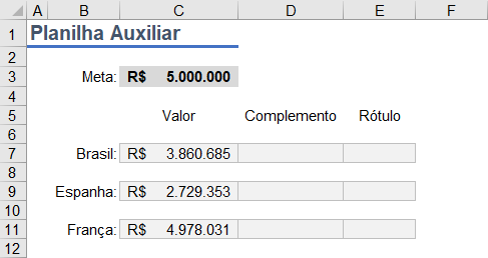 A B C D E F
1 Planilha Auxiliar
2
3 Meta: R$ 5.000.000
4
5 Valor Complemento Rótulo
6
7 Brasil: R$ 3.860.685
8
9 Espanha: R$ 2.729.353
10
11 França: R$ 4.978.031
12